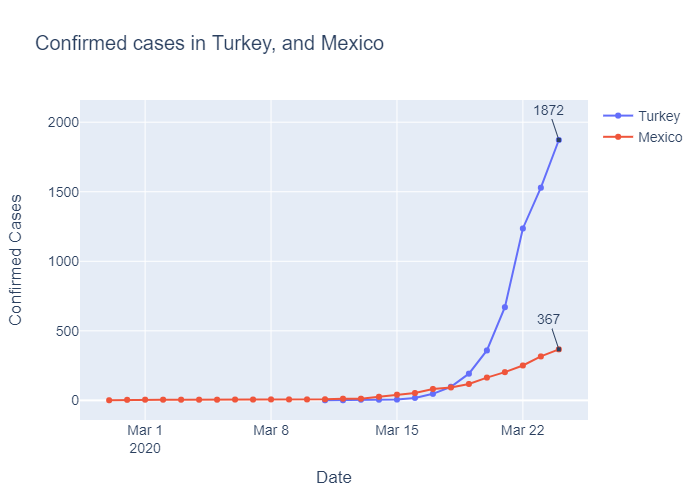 Confirmed cases in Turkey, and Mexico
1872
Turkey
Mexico
2000
1500
1000
500
0
367
Confirmed Cases
Mar 1
2020
Mar 8
Mar 15
Mar 22
Date